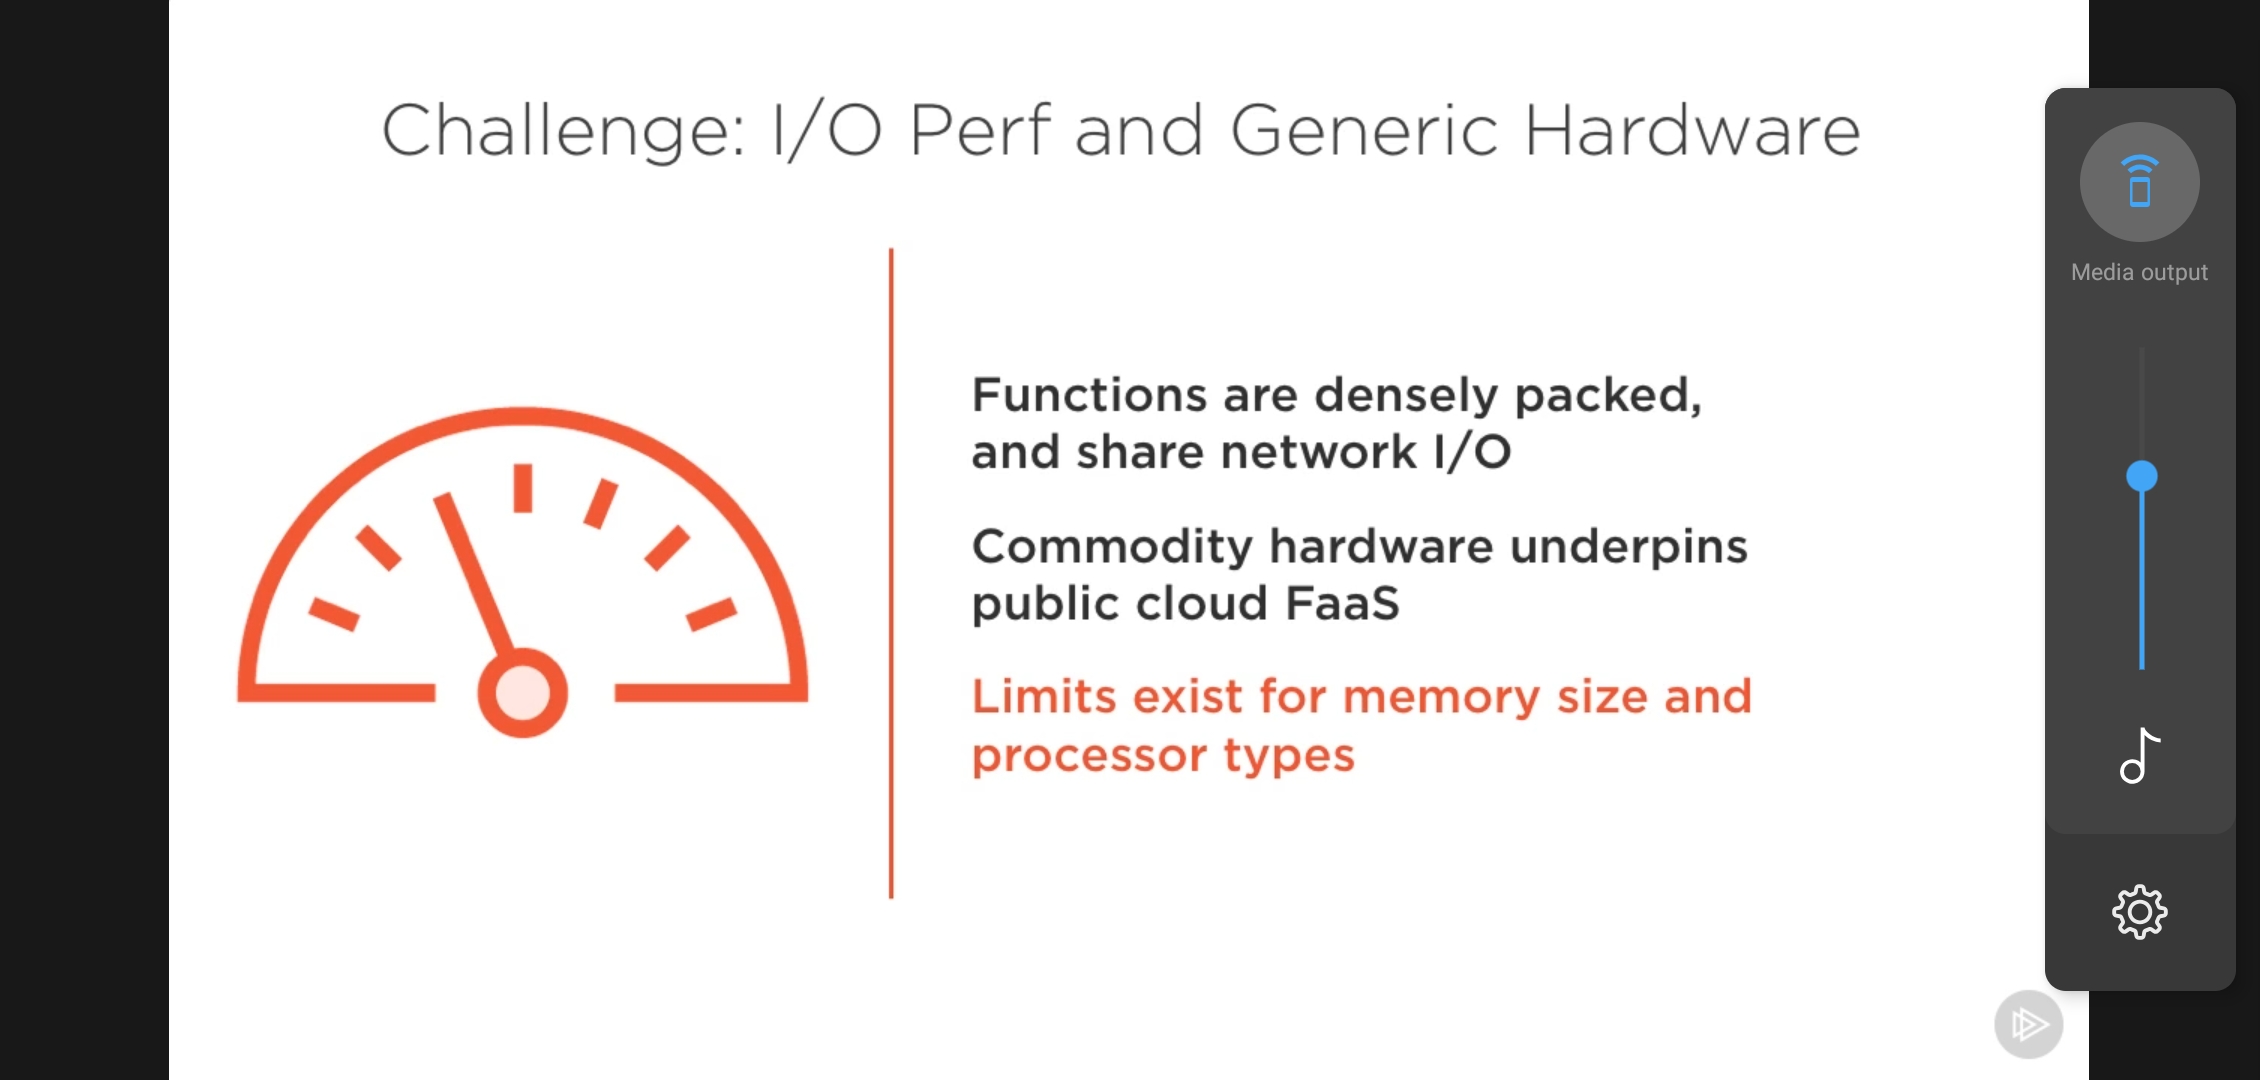 Challenge: I/O Perf and Generic Hardware
Functions are densely packed,
and share network I/O
Commodity hardware underpins
public cloud FaaS
Limits exist for memory size and
processor types
Media output